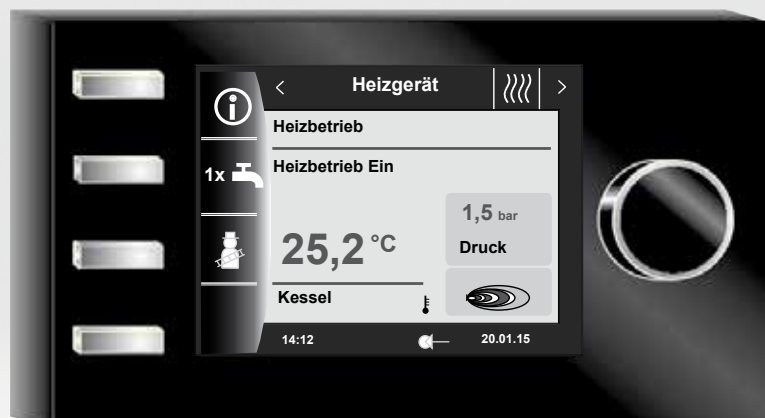 Heizgerät
Heizbetrieb
1x
Heizbetrieb Ein
1,5 bar
25,2 °C
Druck
Kessel
14:12
20.01.15